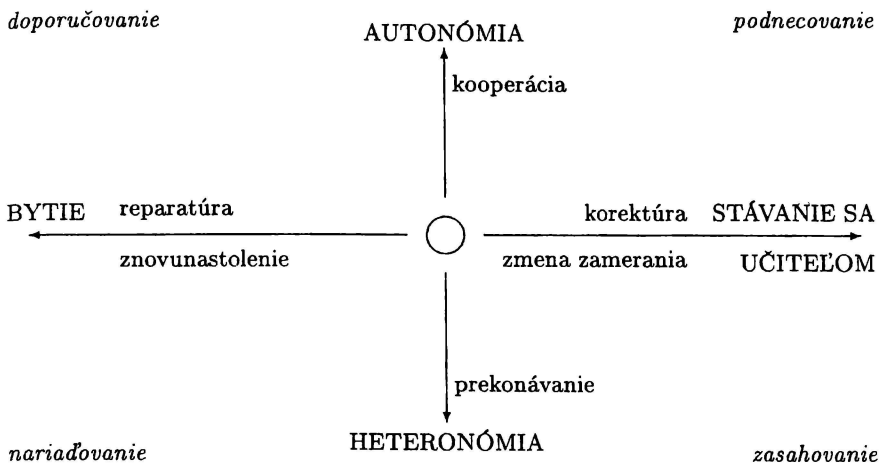 doporučovanie
AUTONÓMIA
podnecovanie
kooperácia
BYTIE
reparatúra
korektúra
STÁVANIE SA
znovunastolenie
zmena zamerania
UČITEĽOM
prekonávanie
nariaďovanie
HETERONÓMIA
zasahovanie